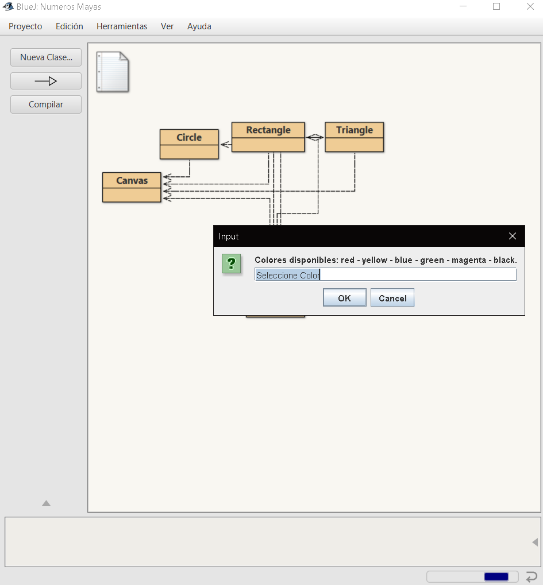 BlueJ: Numeros Mayas
Proyecto Edición Herramientas Ver Ayuda
Nueva Clase...
Compilar
Circle
Rectangle
Triangle
Canvas
Input
Colores disponibles: red - yellow - blue - green - magenta - black.
Seleccione Color
OK Cancel